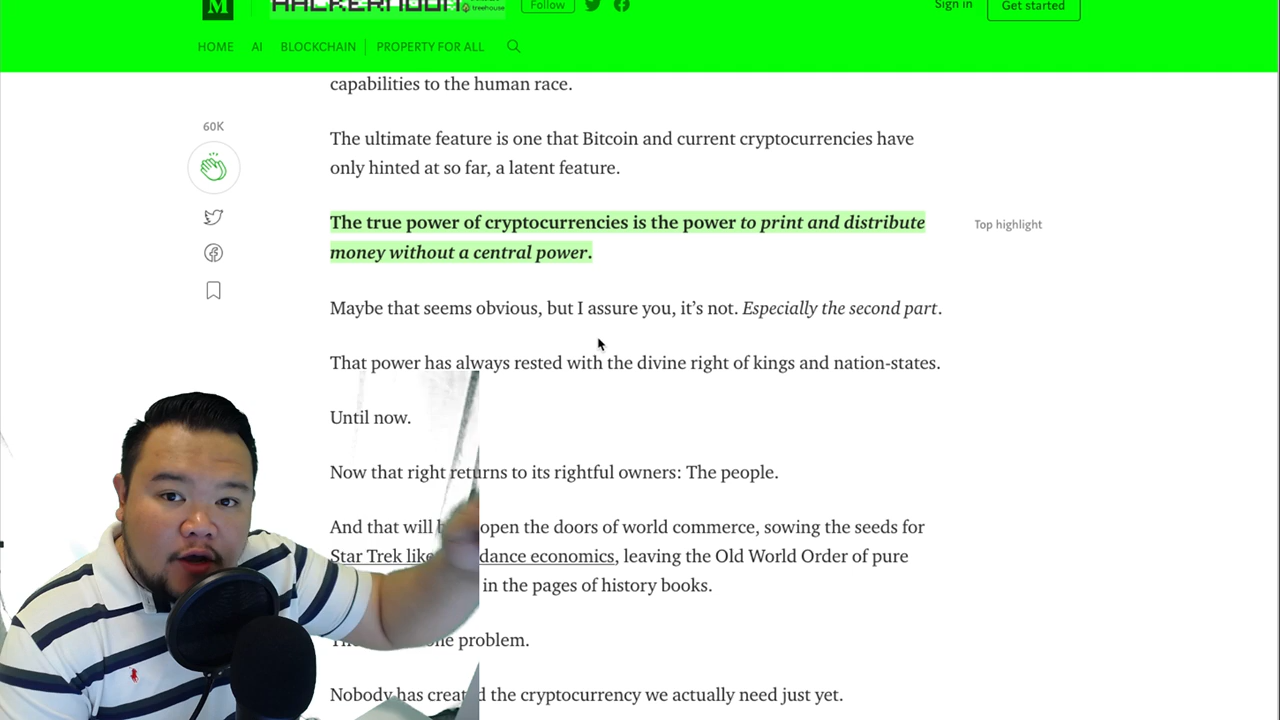 M
HACKERNOON
treehouse
Follow
Sign in
Get started
HOME AI BLOCKCHAIN PROPERTY FOR ALL
capabilities to the human race.
60K
The ultimate feature is one that Bitcoin and current cryptocurrencies have
only hinted at so far, a latent feature.
The true power of cryptocurrencies is the power to print and distribute
money without a central power.
Top highlight
Maybe that seems obvious, but I assure you, it’s not. Especially the second part.
That power has always rested with the divine right of kings and nation-states.
Until now.
Now that right returns to its rightful owners: The people.
And that will open the doors of world commerce, sowing the seeds for
Star Trek like dance economics, leaving the Old World Order of pure
in the pages of history books.
one problem.
Nobody has created the cryptocurrency we actually need just yet.